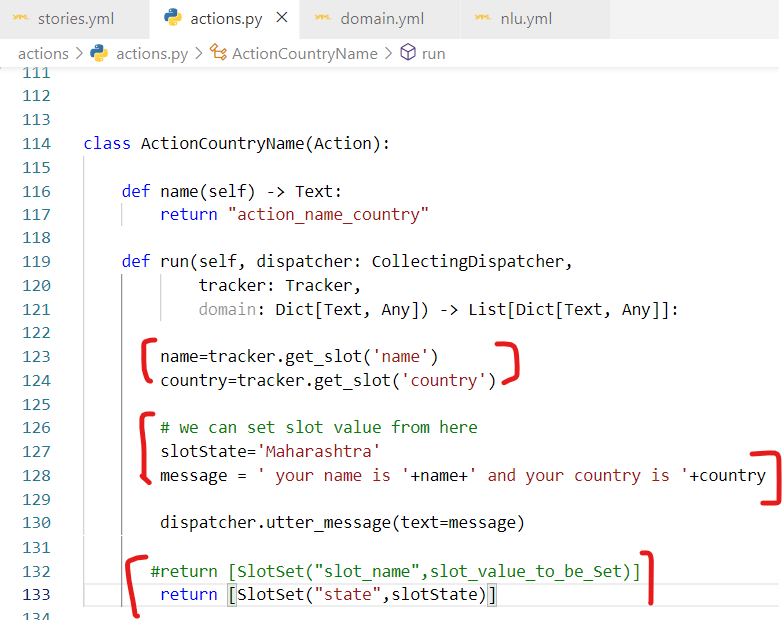 stories.yml actions.py domain.yml nlu.yml
actions > actions.py > ActionCountryName > run
111
112
113
114 class ActionCountryName(Action):
115
116 def name(self) -> Text:
117 return "action_name_country"
118
119 def run(self, dispatcher: CollectingDispatcher,
120 tracker: Tracker,
121 domain: Dict[Text, Any]) -> List[Dict[Text, Any]]:
122
123 name=tracker.get_slot('name')
124 country=tracker.get_slot('country')
125
126 # we can set slot value from here
127 slotState='Maharashtra'
128 message = ' your name is '+name+' and your country is '+country
129
130 dispatcher.utter_message(text=message)
131
132 #return [SlotSet("slot_name",slot_value_to_be_Set)]
133 return [SlotSet("state",slotState)]
134